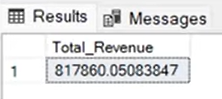 Results Messages
Total_Revenue
1 817860.05083847